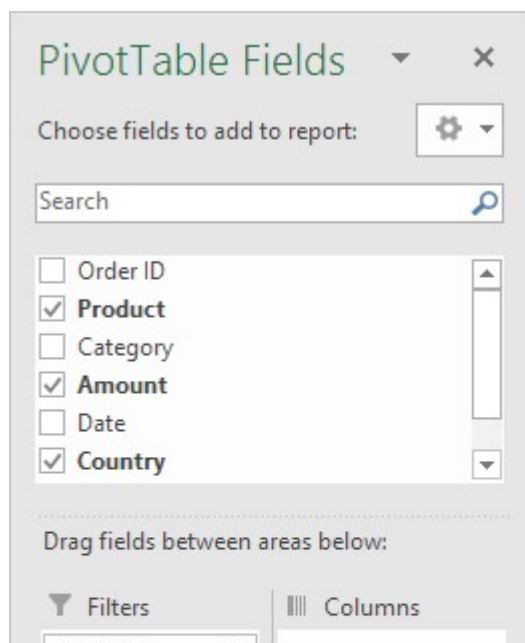 PivotTable Fields
Choose fields to add to report:
Search
Order ID
Product
Category
Amount
Date
Country
Drag fields between areas below:
Filters
Columns